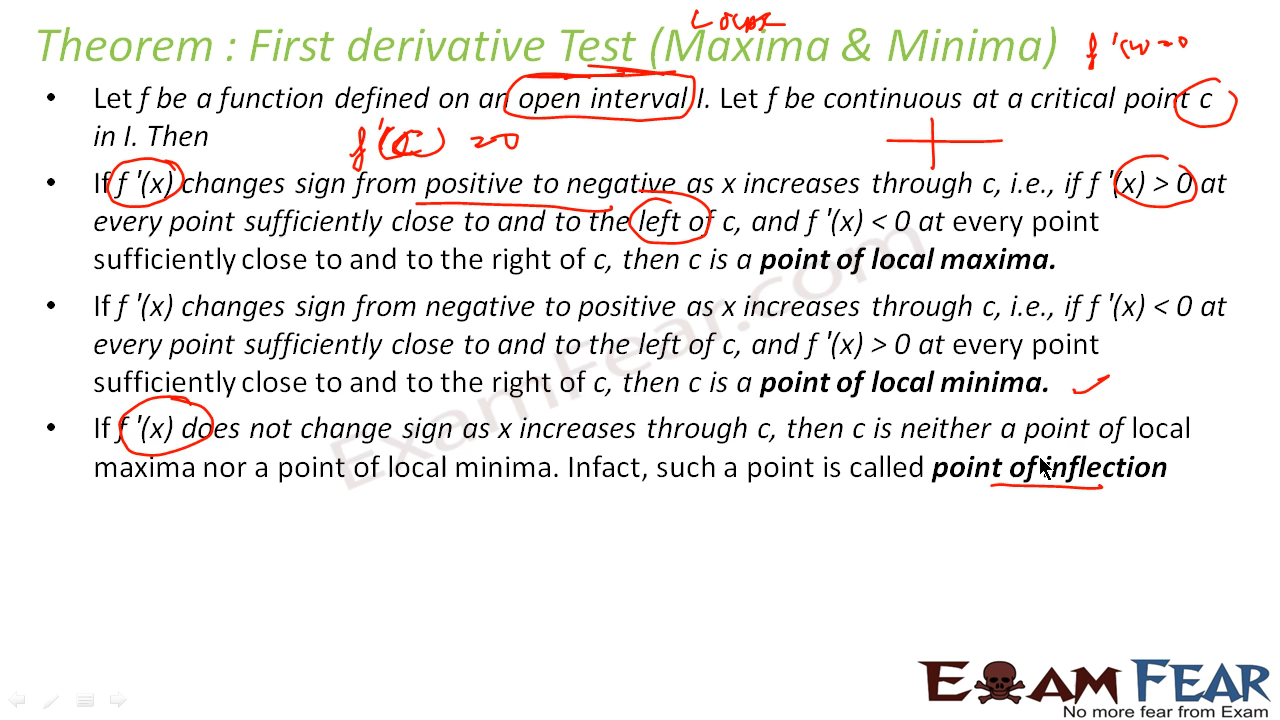 Local
Theorem : First derivative Test (Maxima & Minima)
• Let f be a function defined on an open interval I. Let f be continuous at a critical point c
in I. Then
f'(c) =0
• If f '(x) changes sign from positive to negative as x increases through c, i.e., if f '(x) > 0 at
every point sufficiently close to and to the left of c, and f '(x) < 0 at every point
sufficiently close to and to the right of c, then c is a point of local maxima.
• If f '(x) changes sign from negative to positive as x increases through c, i.e., if f '(x) < 0 at
every point sufficiently close to and to the left of c, and f '(x) > 0 at every point
sufficiently close to and to the right of c, then c is a point of local minima.
• If f '(x) does not change sign as x increases through c, then c is neither a point of local
maxima nor a point of local minima. Infact, such a point is called point of inflection
ExamFear.com
EXAM FEAR
No more fear from Exam